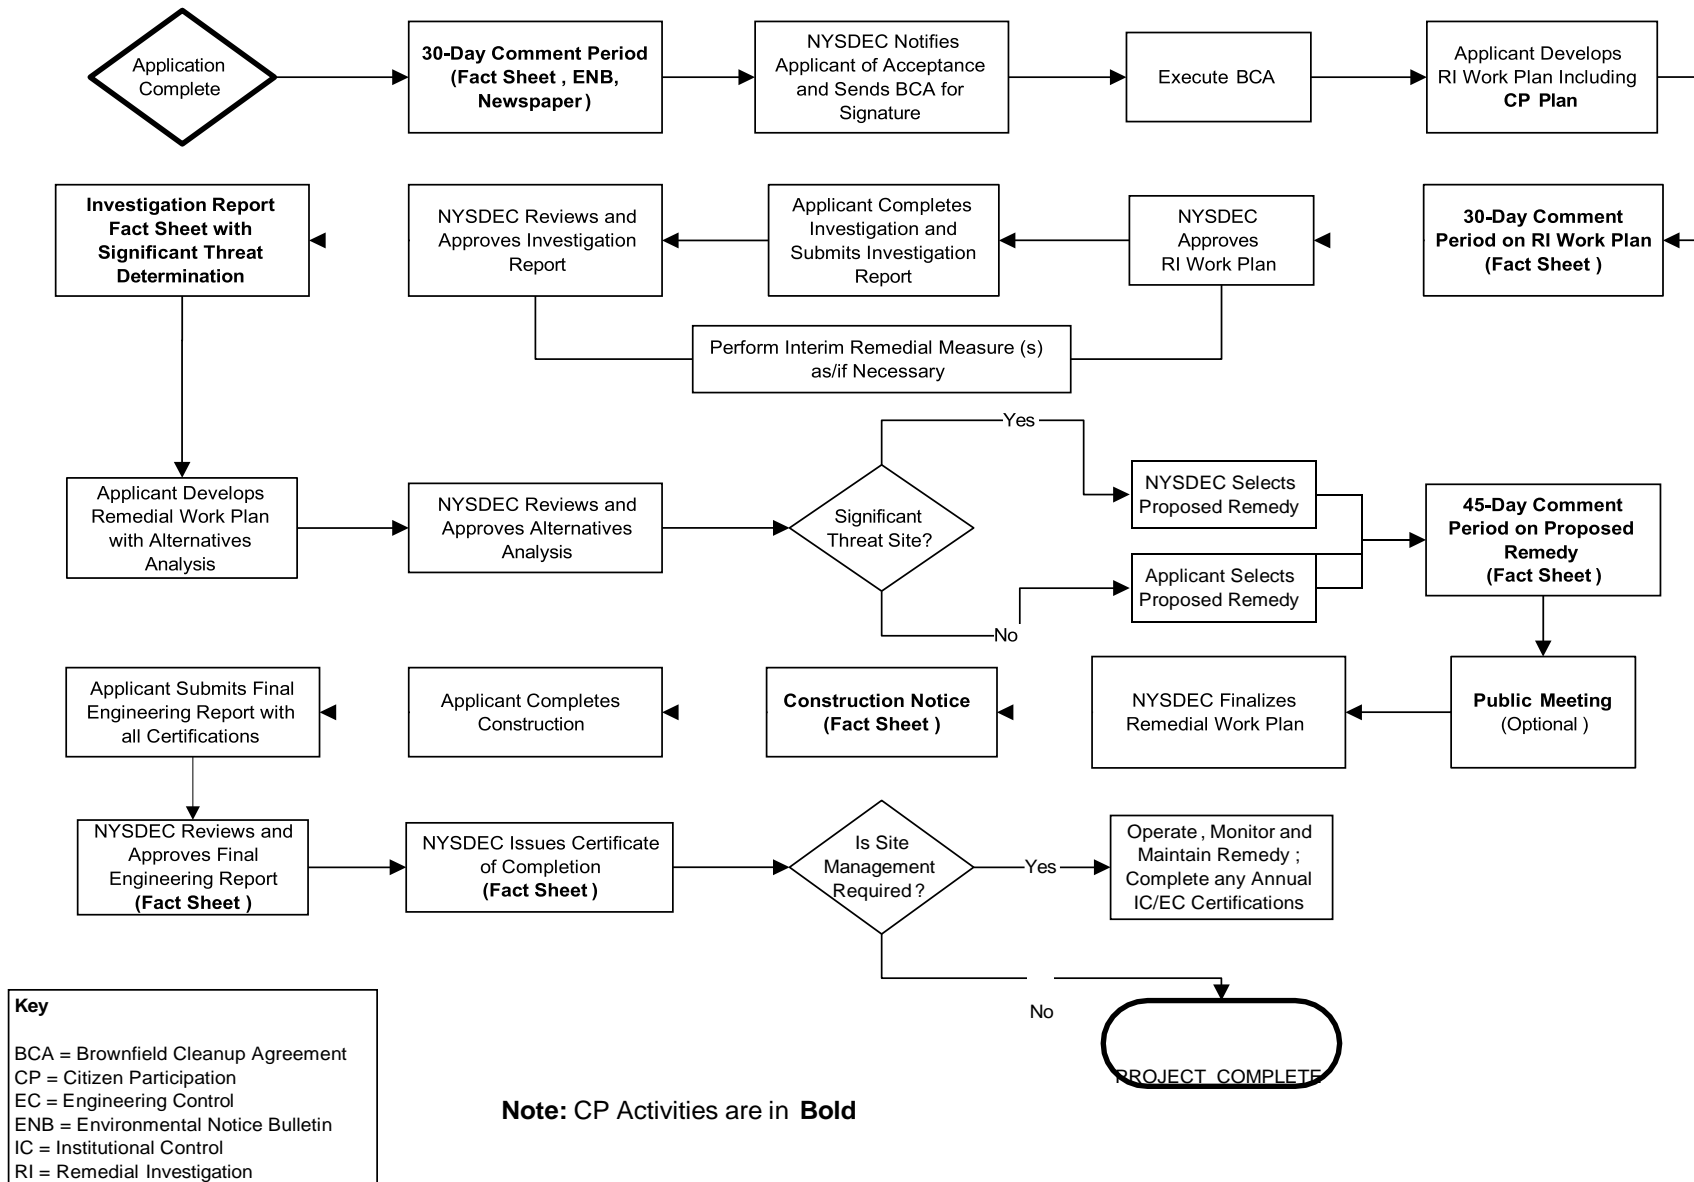 Application
Complete
30-Day Comment Period
(Fact Sheet , ENB,
Newspaper )
NYSDEC Notifies
Applicant of Acceptance
and Sends BCA for
Signature
Execute BCA
Applicant Develops
RI Work Plan Including
CP Plan
Investigation Report
Fact Sheet with
Significant Threat
Determination
NYSDEC Reviews and
Approves Investigation
Report
Applicant Completes
Investigation and
Submits Investigation
Report
NYSDEC
Approves
RI Work Plan
30-Day Comment
Period on RI Work Plan
(Fact Sheet )
Perform Interim Remedial Measure (s)
as/if Necessary
Applicant Develops
Remedial Work Plan
with Alternatives
Analysis
NYSDEC Reviews and
Approves Alternatives
Analysis
Significant
Threat Site?
Yes
No
NYSDEC Selects
Proposed Remedy
Applicant Selects
Proposed Remedy
45-Day Comment
Period on Proposed
Remedy
(Fact Sheet )
Applicant Submits Final
Engineering Report with
all Certifications
Applicant Completes
Construction
Construction Notice
(Fact Sheet )
NYSDEC Finalizes
Remedial Work Plan
Public Meeting
(Optional )
NYSDEC Reviews and
Approves Final
Engineering Report
(Fact Sheet )
NYSDEC Issues Certificate
of Completion
(Fact Sheet )
Is Site
Management
Required ?
Yes
Operate , Monitor and
Maintain Remedy ;
Complete any Annual
IC/EC Certifications
No
PROJECT COMPLETE
Key
BCA = Brownfield Cleanup Agreement
CP = Citizen Participation
EC = Engineering Control
ENB = Environmental Notice Bulletin
IC = Institutional Control
RI = Remedial Investigation
Note: CP Activities are in Bold